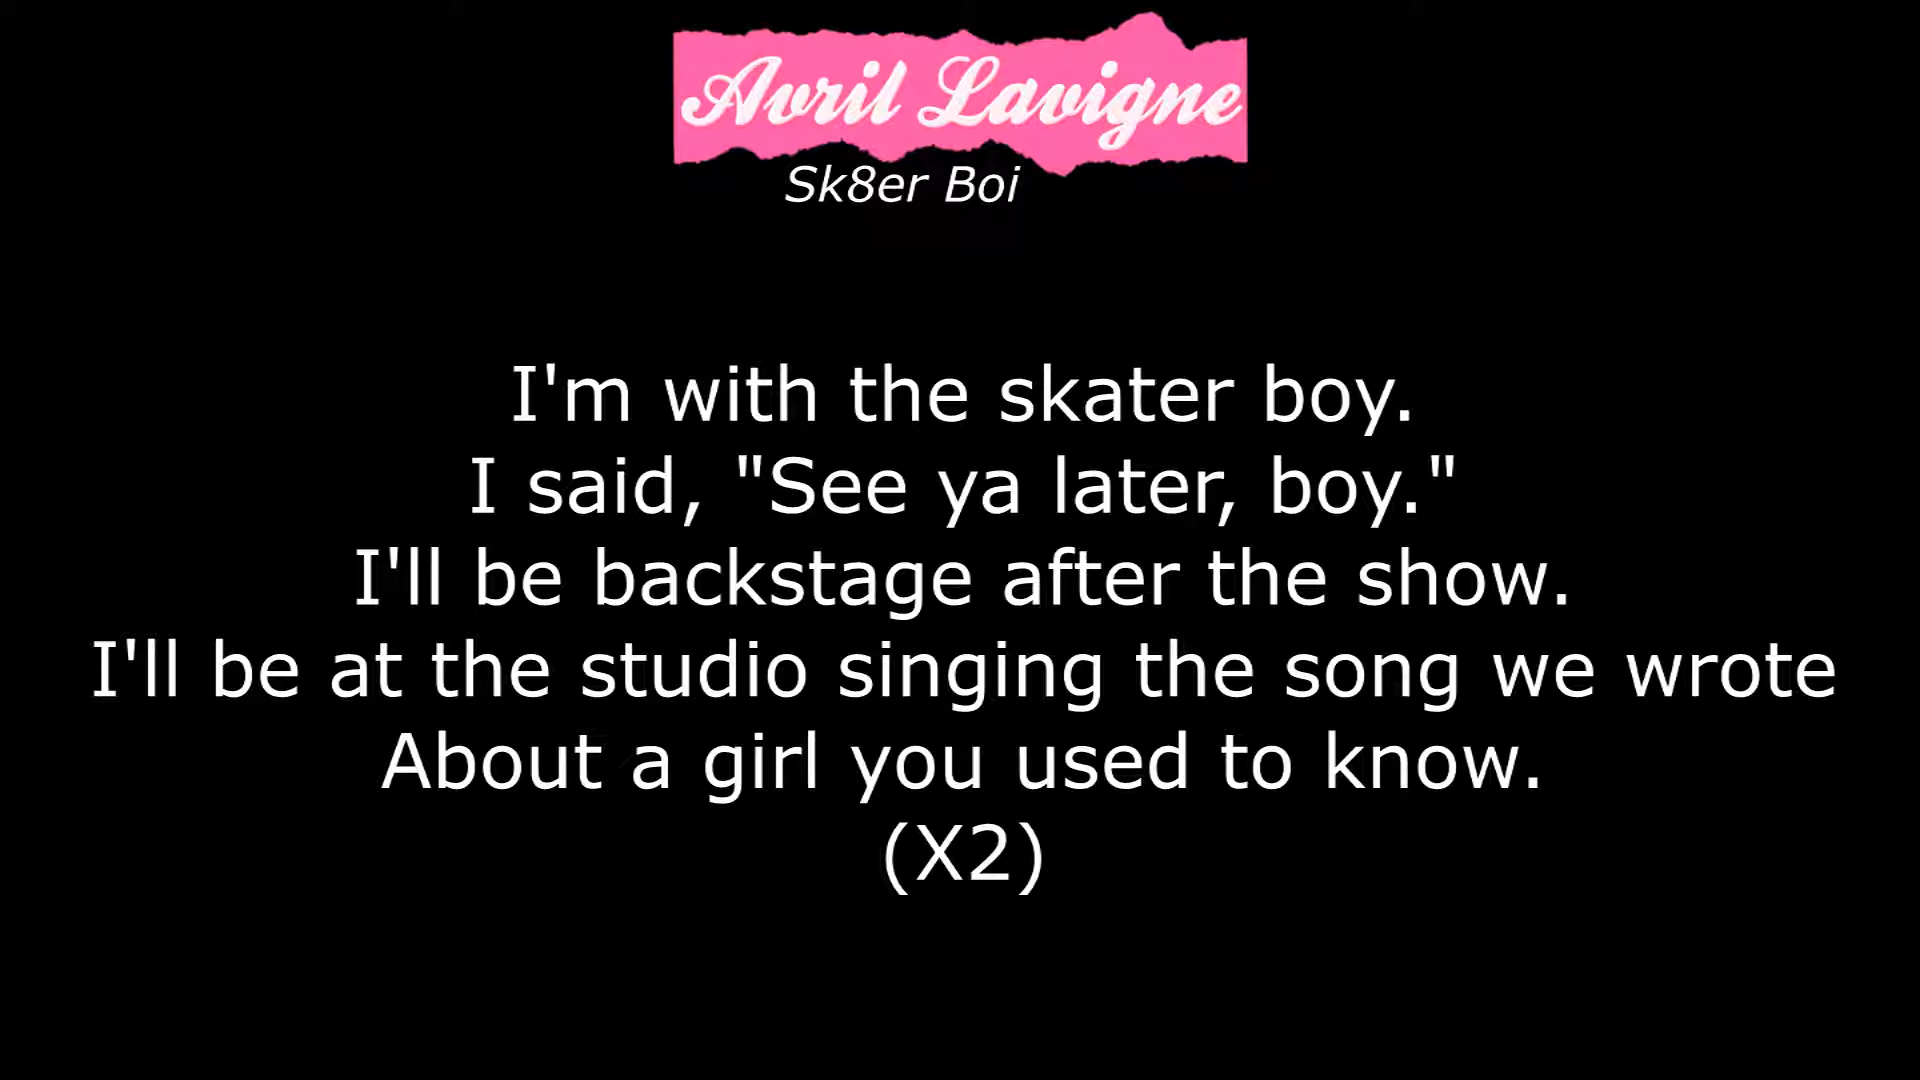 Avril Lavigne
Sk8er Boi
I'm with the skater boy.
I said, "See ya later, boy."
I'll be backstage after the show.
I'll be at the studio singing the song we wrote
About a girl you used to know.
(X2)